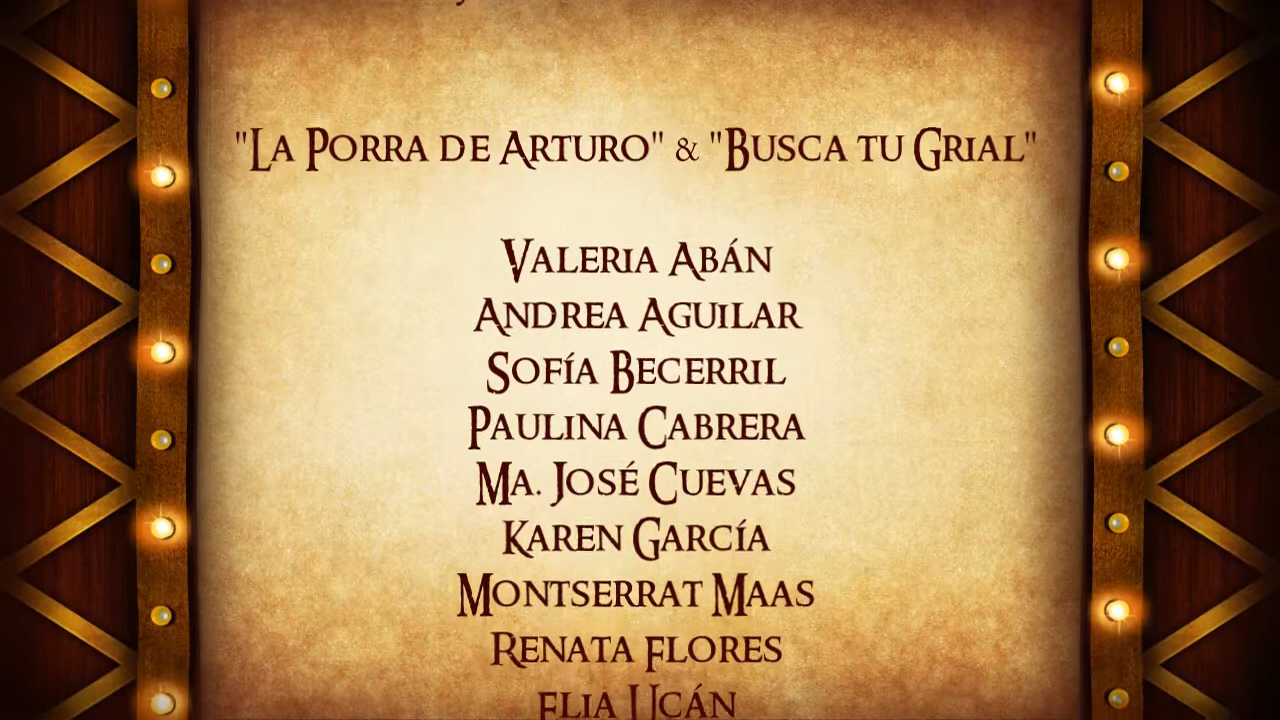 "La Porra de Arturo" & "Busca tu Grial"
Valeria Abán
Andrea Aguilar
Sofía Becerril
Paulina Cabrera
Ma. José Cuevas
Karen García
Montserrat Maas
Renata Flores
Elia Ucán